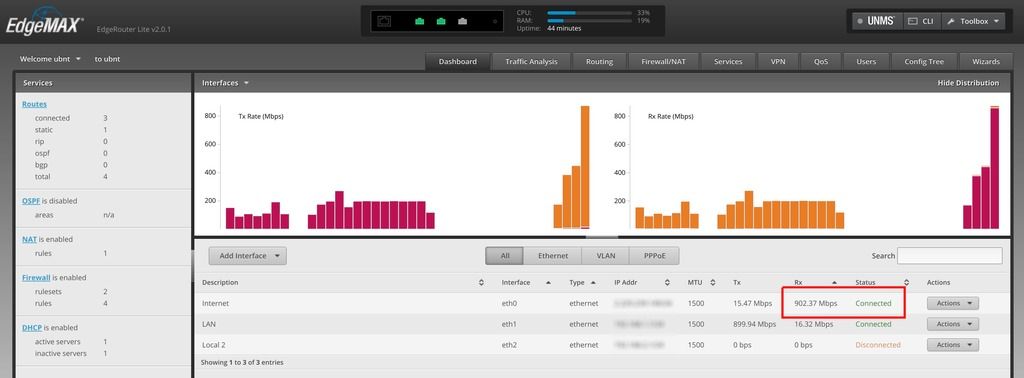 EdgeMAX
EdgeRouter Lite v2.0.1
CPU: 33%
RAM: 19%
Uptime: 44 minutes
UNMS CLI Toolbox
Welcome ubnt to ubnt
Dashboard Traffic Analysis Routing Firewall/NAT Services VPN QoS Users Config Tree Wizards
Services
Routes
connected 3
static 1
rip 0
ospf 0
bgp 0
total 4
OSPF is disabled
areas n/a
NAT is enabled
rules 1
Firewall is enabled
rulesets 2
rules 4
DHCP is enabled
active servers 1
inactive servers 1
Interfaces Hide Distribution
Tx Rate (Mbps)
800
600
400
200
Rx Rate (Mbps)
800
600
400
200
Add Interface All Ethernet VLAN PPPoE Search
Description Interface Type IP Addr MTU Tx Rx Status Actions
Internet eth0 ethernet 1500 15.47 Mbps 902.37 Mbps Connected Actions
LAN eth1 ethernet 1500 899.94 Mbps 16.32 Mbps Connected Actions
Local 2 eth2 ethernet 1500 0 bps 0 bps Disconnected Actions
Showing 1 to 3 of 3 entries